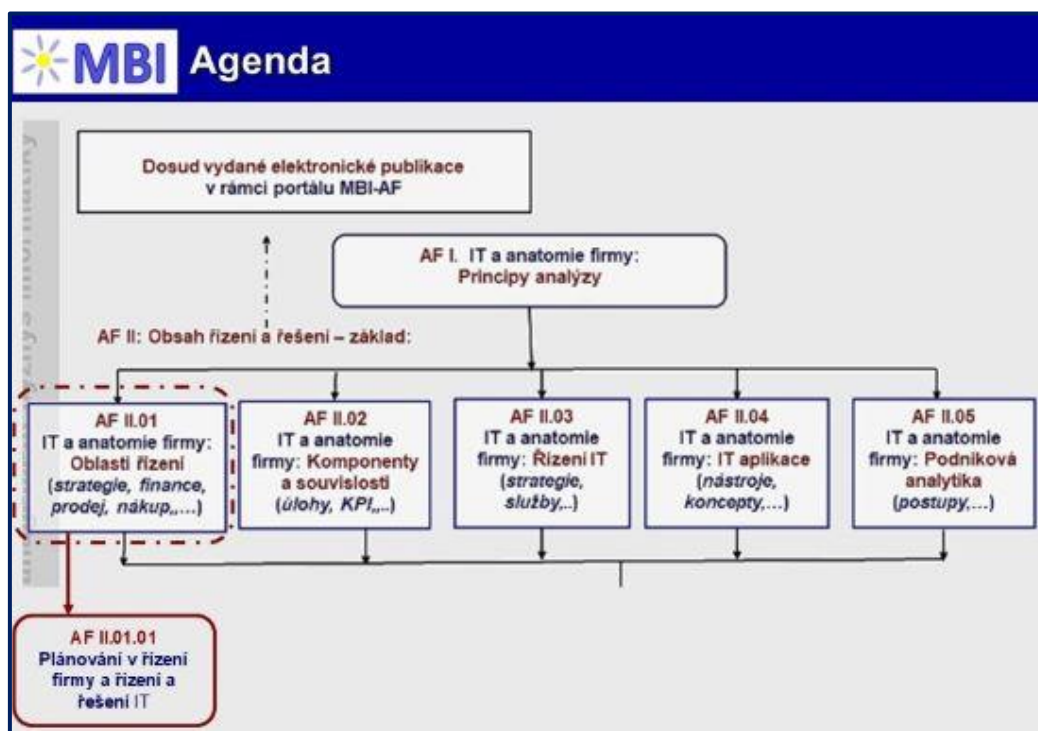 MBI Agenda
Dosud vydané elektronické publikace
v rámci portálu MBI-AF
AF I. IT a anatomie firmy:
Principy analýzy
AF II: Obsah řízení a řešení – základ:
AF II.01
IT a anatomie firmy:
Oblasti řízení
(strategie, finance,
prodej, nákup,,...)
AF II.02
IT a anatomie
firmy: Komponenty
a souvislosti
(úlohy, KPI,,..)
AF II.03
IT a anatomie
firmy: Řízení IT
(strategie,
služby,..)
AF II.04
IT a anatomie
firmy: IT aplikace
(nástroje,
koncepty,...)
AF II.05
IT a anatomie
firmy: Podniková
analytika
(postupy,...)
AF II.01.01
Plánování v řízení
firmy a řízení a
řešení IT